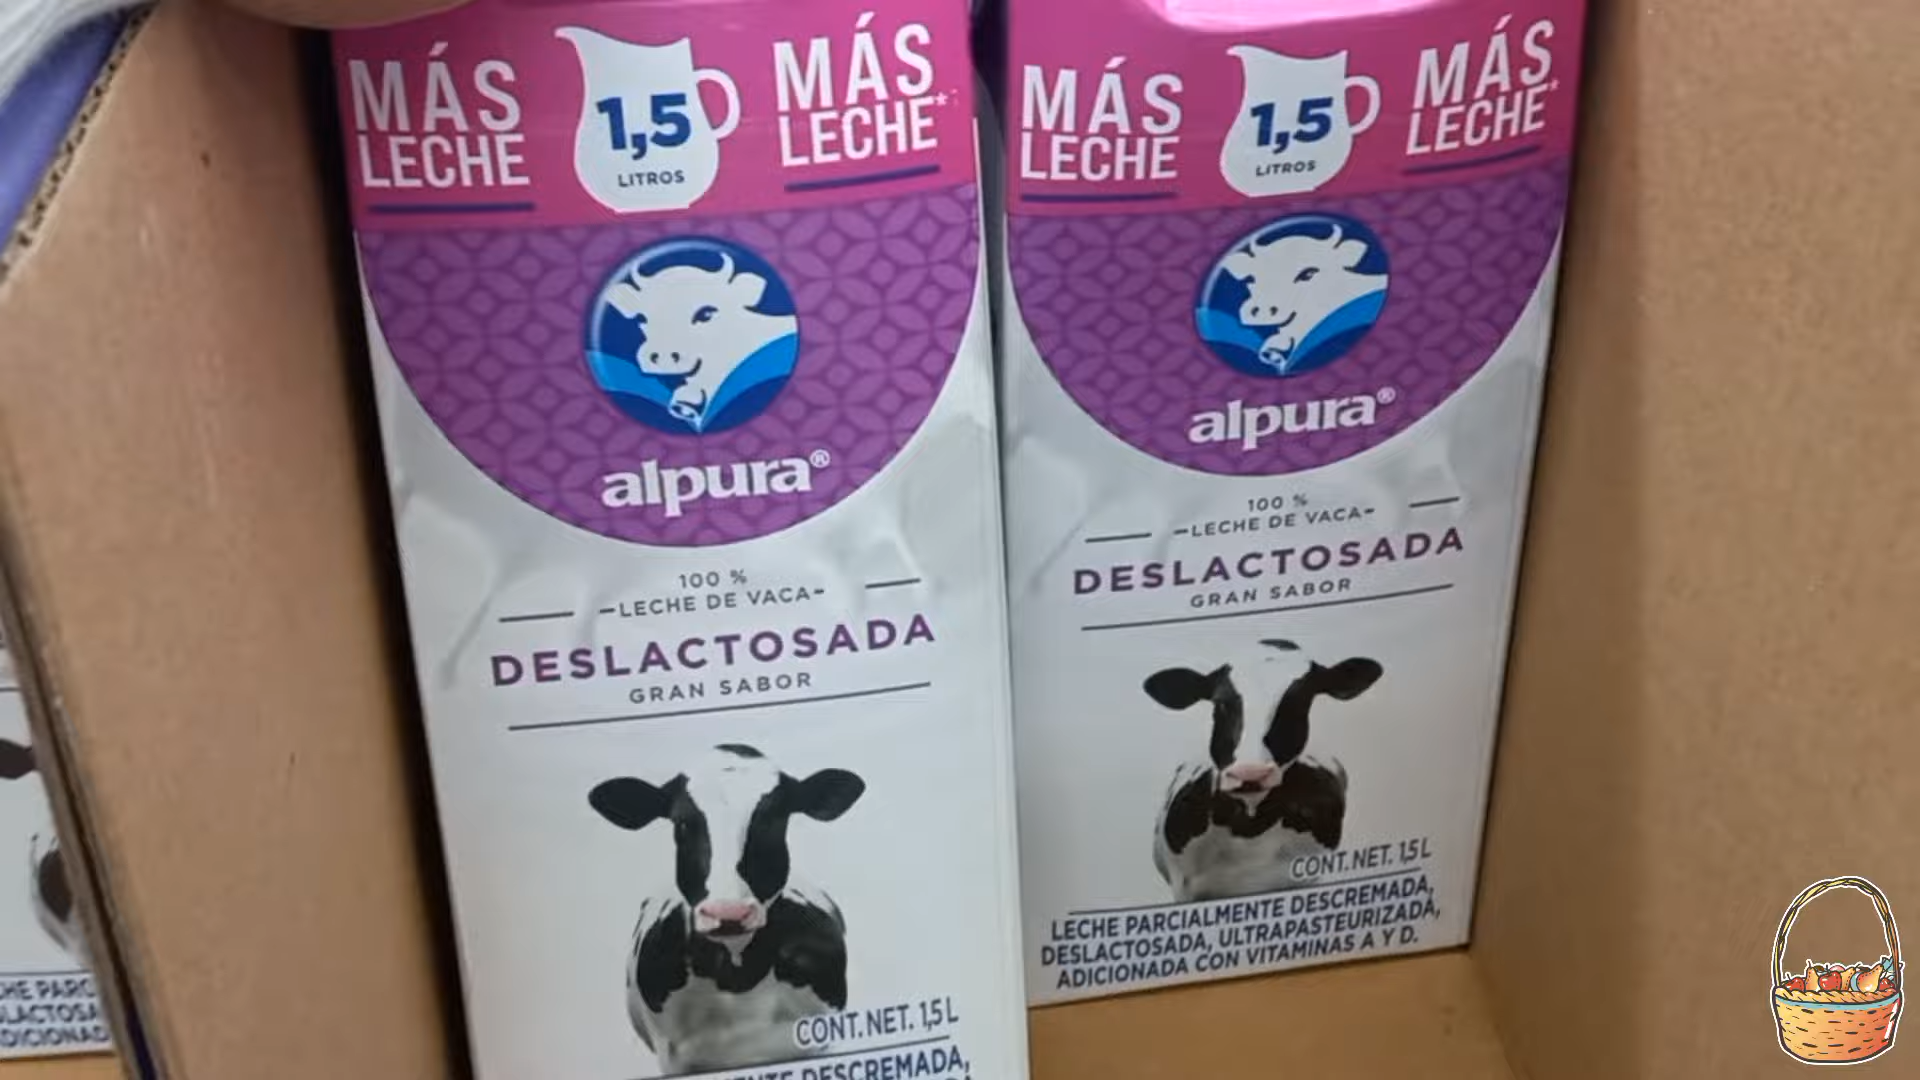 MÁS
LECHE
1,5
LITROS
MÁS
LECHE*
alpura®
100 %
-LECHE DE VACA-
DESLACTOSADA
GRAN SABOR
CONT. NET. 1,5 L
DESCREMADA,
MÁS
LECHE
1,5
LITROS
MÁS
LECHE*
alpura®
100 %
-LECHE DE VACA-
DESLACTOSADA
GRAN SABOR
CONT. NET. 1,5 L
LECHE PARCIALMENTE DESCREMADA,
DESLACTOSADA, ULTRAPASTEURIZADA,
ADICIONADA CON VITAMINAS A Y D.